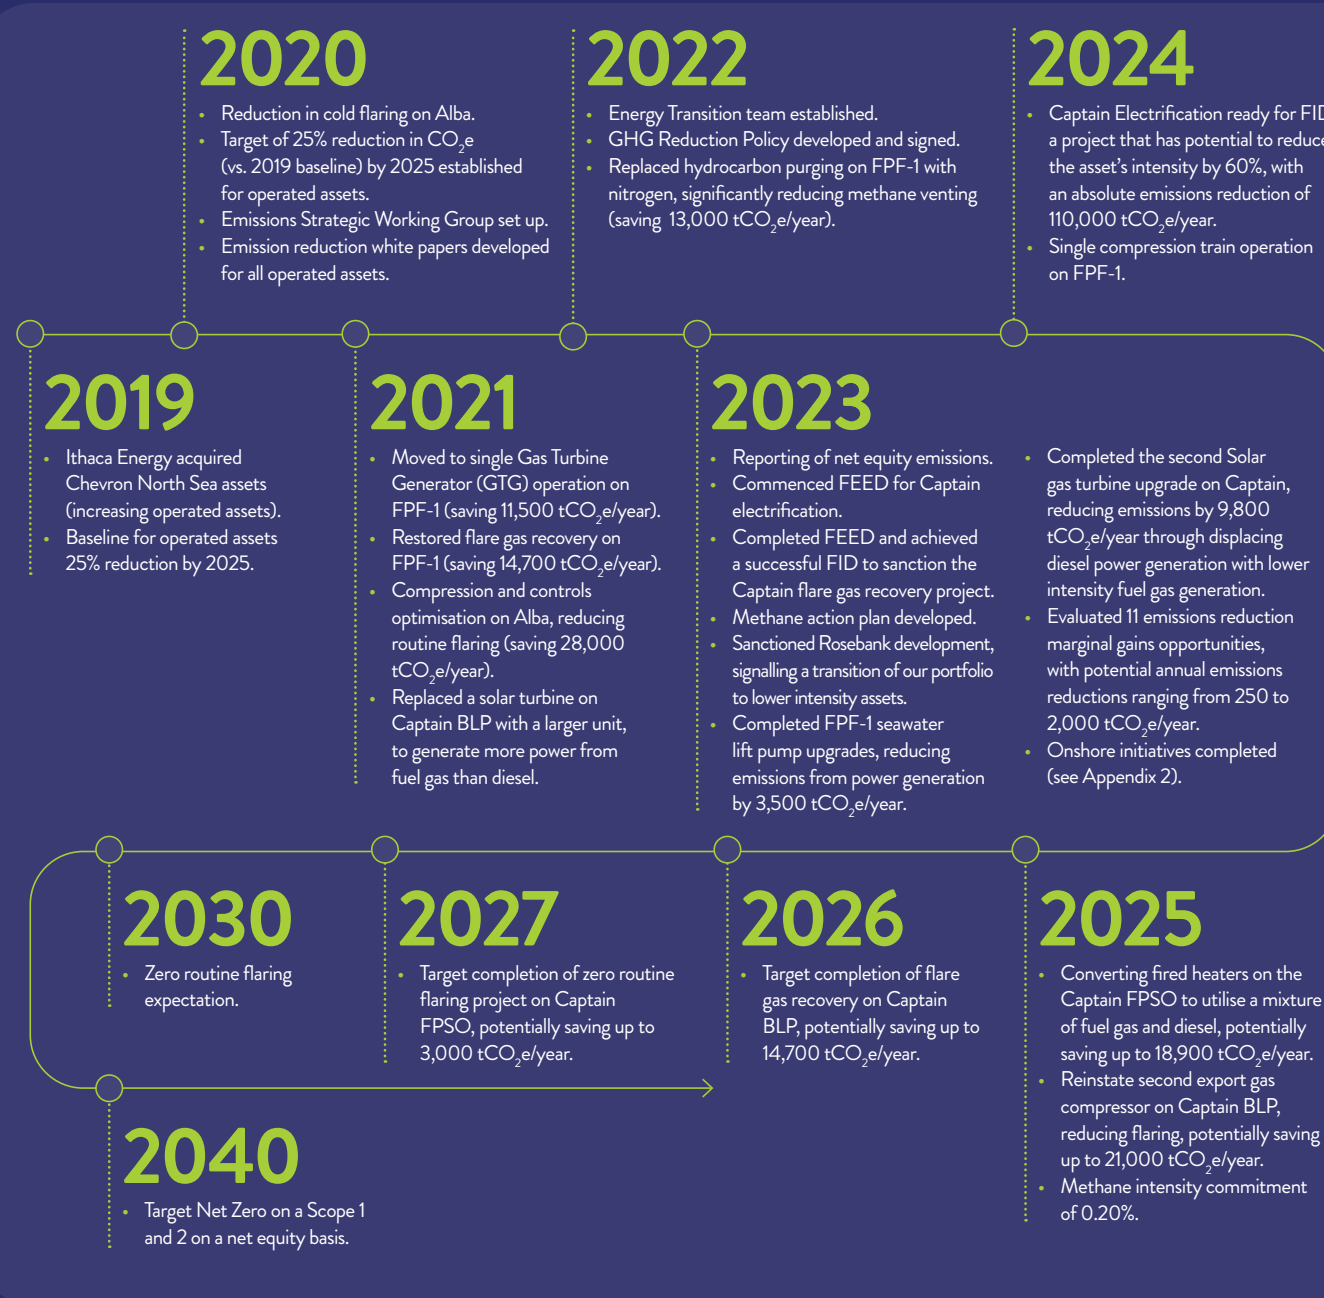 2020
• Reduction in cold flaring on Alba.
• Target of 25% reduction in CO₂e
(vs. 2019 baseline) by 2025 established
for operated assets.
• Emissions Strategic Working Group set up.
• Emission reduction white papers developed
for all operated assets.
2022
• Energy Transition team established.
• GHG Reduction Policy developed and signed.
• Replaced hydrocarbon purging on FPF-1 with
nitrogen, significantly reducing methane venting
(saving 13,000 tCO₂e/year).
2024
• Captain Electrification ready for FID
a project that has potential to reduce
the asset's intensity by 60%, with
an absolute emissions reduction of
110,000 tCO₂e/year.
• Single compression train operation
on FPF-1.
2019
• Ithaca Energy acquired
Chevron North Sea assets
(increasing operated assets).
• Baseline for operated assets
25% reduction by 2025.
2021
• Moved to single Gas Turbine
Generator (GTG) operation on
FPF-1 (saving 11,500 tCO₂e/year).
• Restored flare gas recovery on
FPF-1 (saving 14,700 tCO₂e/year).
• Compression and controls
optimisation on Alba, reducing
routine flaring (saving 28,000
tCO₂e/year).
• Replaced a solar turbine on
Captain BLP with a larger unit,
to generate more power from
fuel gas than diesel.
2023
• Reporting of net equity emissions.
• Commenced FEED for Captain
electrification.
• Completed FEED and achieved
a successful FID to sanction the
Captain flare gas recovery project.
• Methane action plan developed.
• Sanctioned Rosebank development,
signalling a transition of our portfolio
to lower intensity assets.
• Completed FPF-1 seawater
lift pump upgrades, reducing
emissions from power generation
by 3,500 tCO₂e/year.
• Completed the second Solar
gas turbine upgrade on Captain,
reducing emissions by 9,800
tCO₂e/year through displacing
diesel power generation with lower
intensity fuel gas generation.
• Evaluated 11 emissions reduction
marginal gains opportunities,
with potential annual emissions
reductions ranging from 250 to
2,000 tCO₂e/year.
• Onshore initiatives completed
(see Appendix 2).
2030
• Zero routine flaring
expectation.
2027
• Target completion of zero routine
flaring project on Captain
FPSO, potentially saving up to
3,000 tCO₂e/year.
2026
• Target completion of flare
gas recovery on Captain
BLP, potentially saving up to
14,700 tCO₂e/year.
2025
• Converting fired heaters on the
Captain FPSO to utilise a mixture
of fuel gas and diesel, potentially
saving up to 18,900 tCO₂e/year.
• Reinstate second export gas
compressor on Captain BLP,
reducing flaring, potentially saving
up to 21,000 tCO₂e/year.
• Methane intensity commitment
of 0.20%.
2040
• Target Net Zero on a Scope 1
and 2 on a net equity basis.